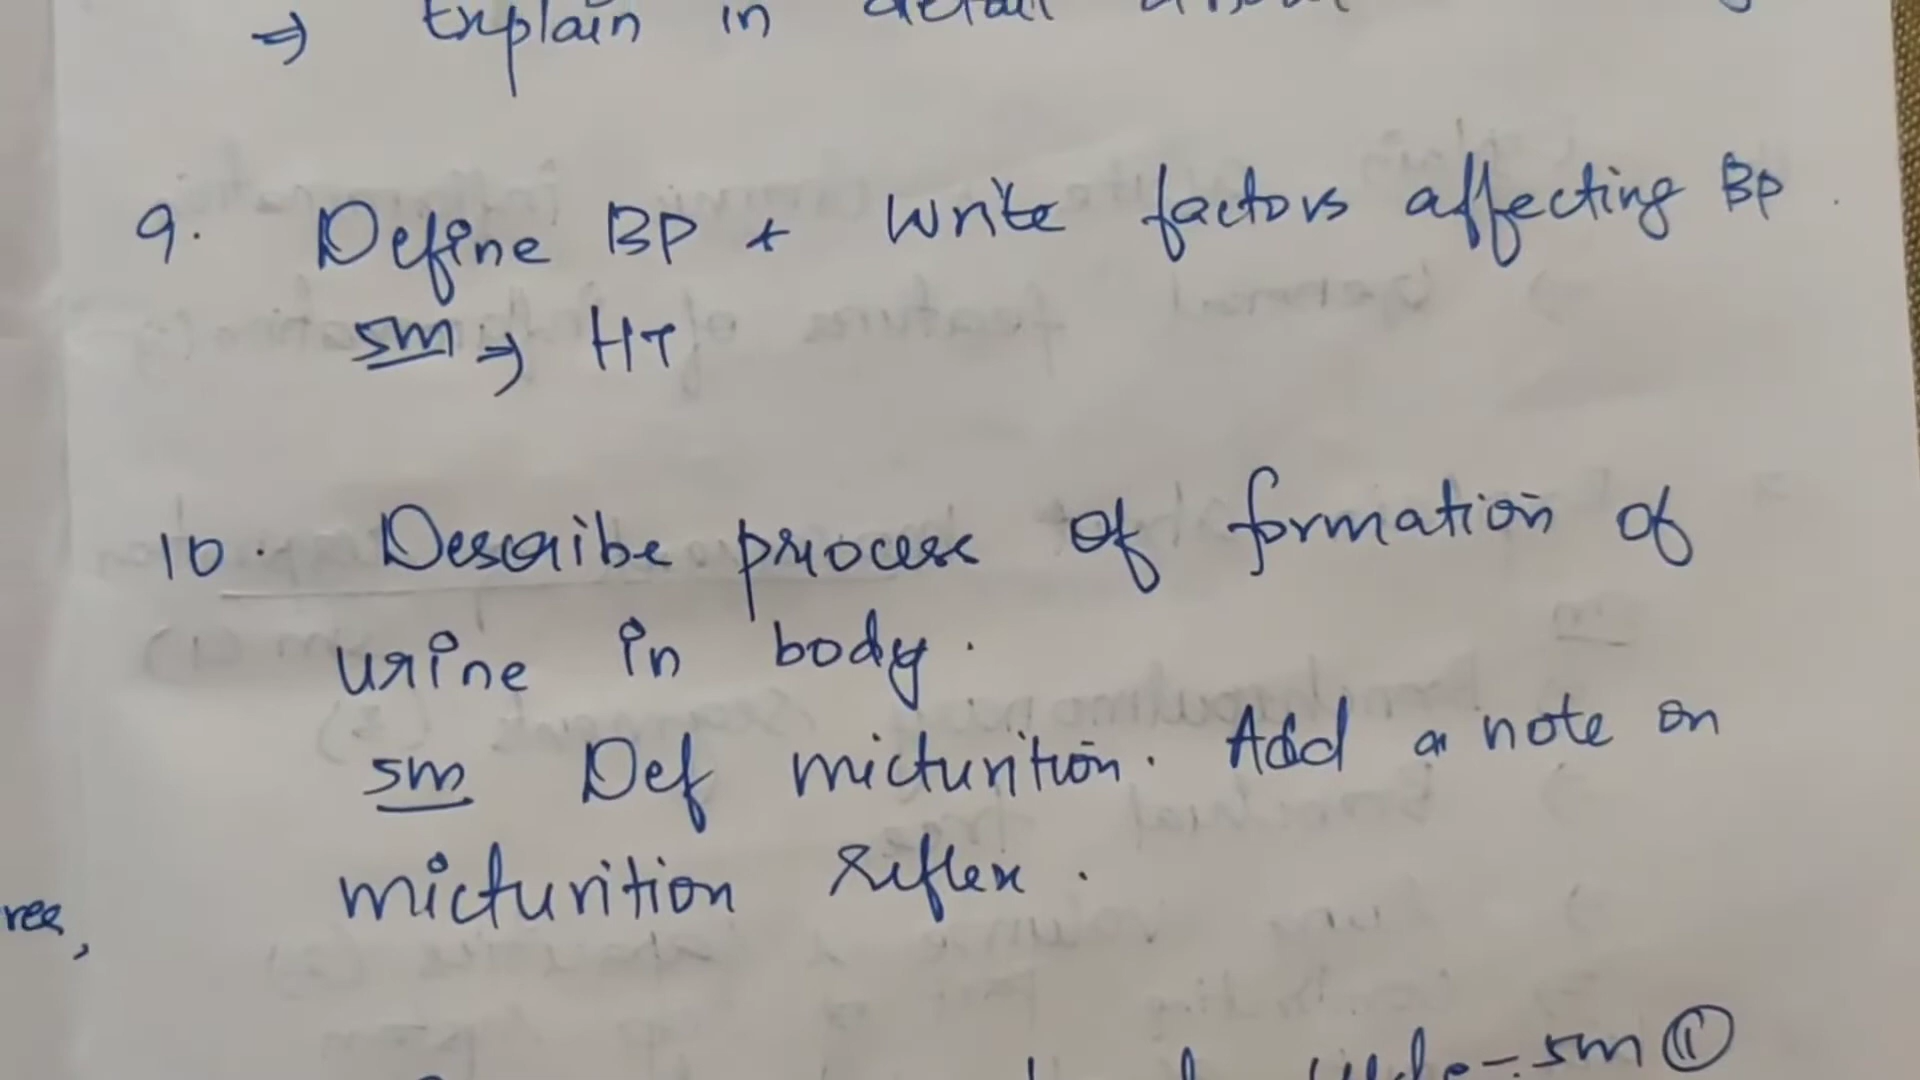 ⇒ Explain in detail
9. Define BP + write factors affecting BP.
5m ⇒ HT
10. Describe process of formation of
urine in body.
5m Def micturition. Add a note on
micturition reflex.
ree,
5m ①